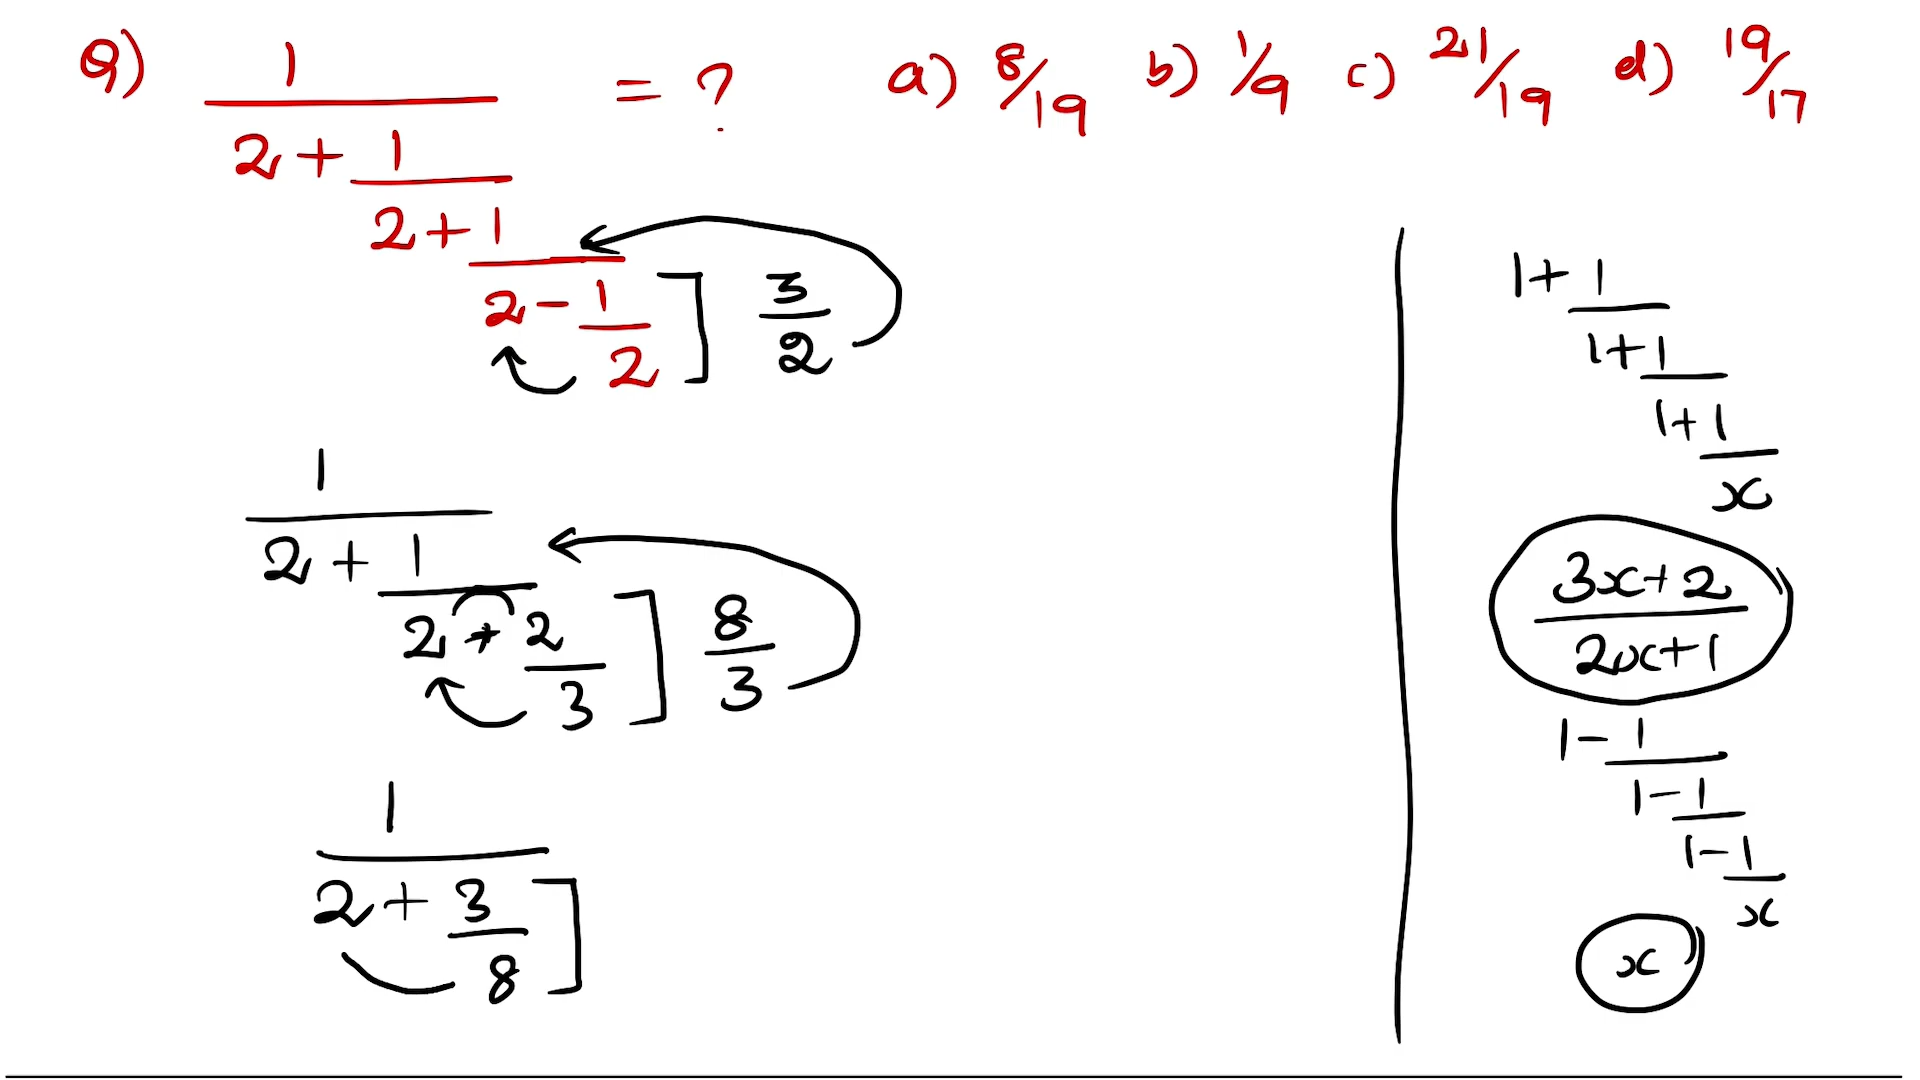 Q) 1 = ? a) 8/19 b) 1/9 c) 21/19 d) 19/17
2 + 1
2 + 1
2 - 1 ] 3
2 2
1
2 + 1
2 + 2 ] 8
3 3
1
2 + 3 ]
8
1 + 1
1 + 1
1 + 1
x
3x + 2
2x + 1
1 - 1
1 - 1
1 - 1
x
x